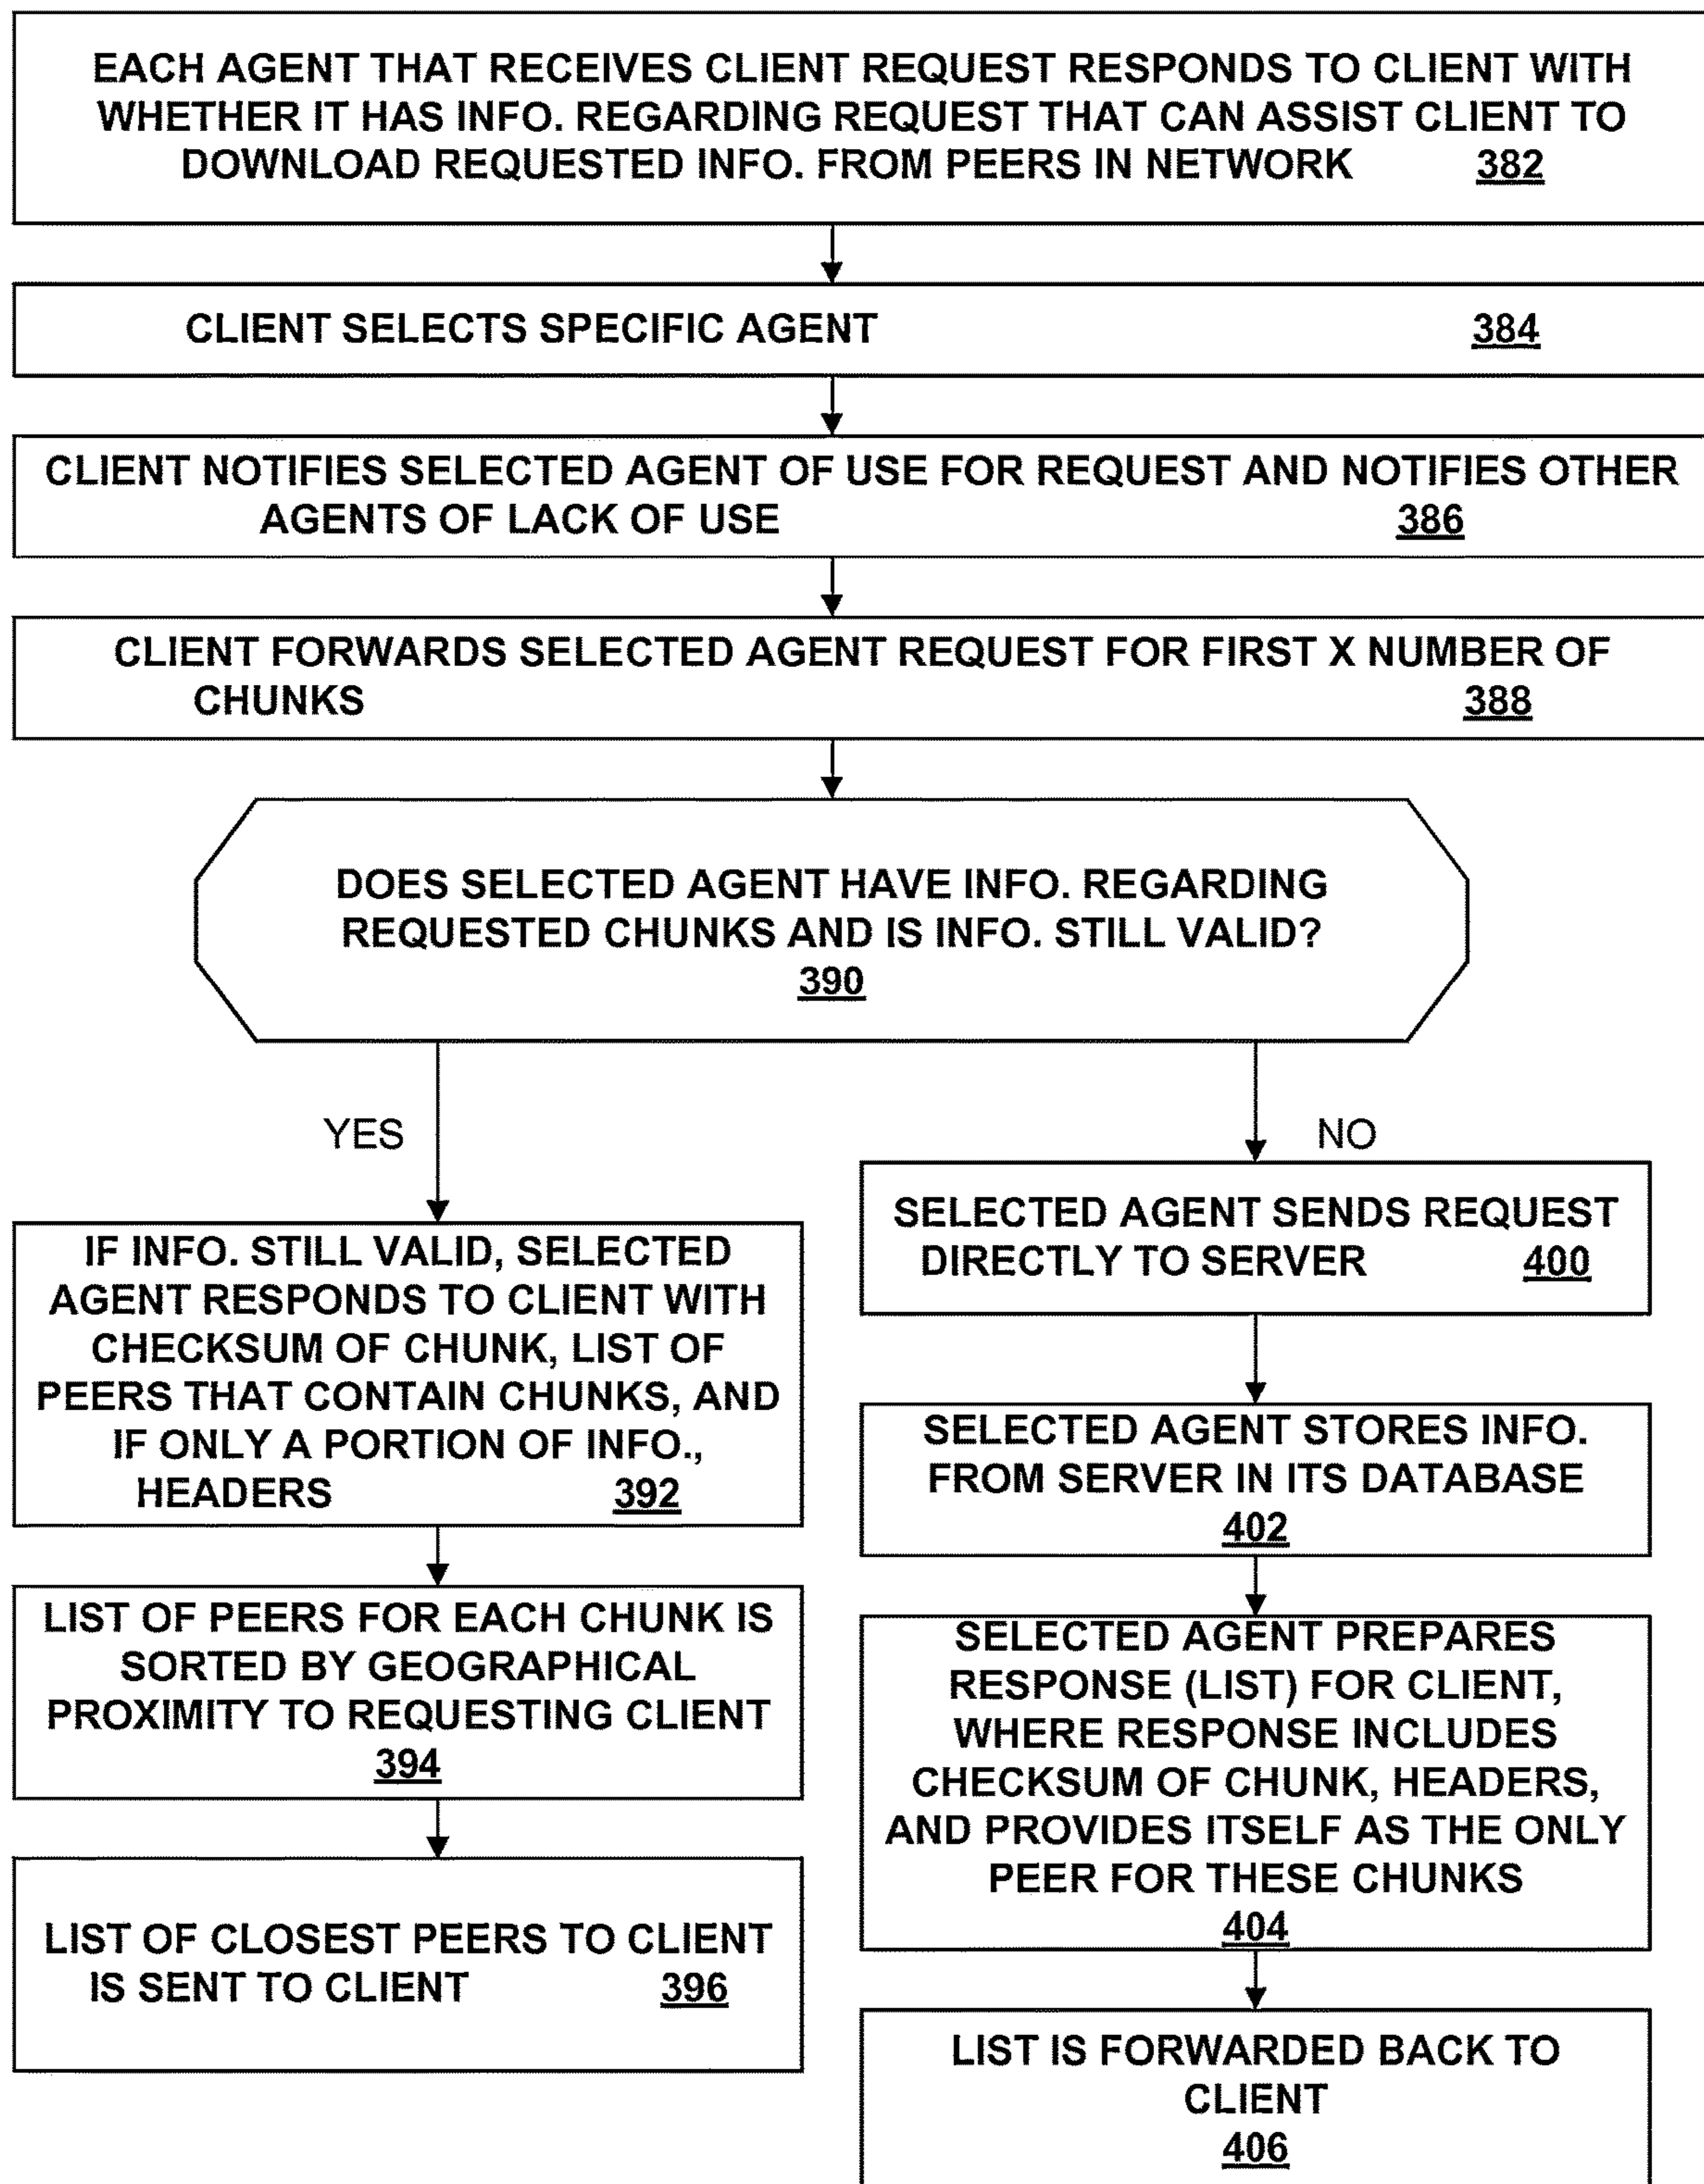 EACH AGENT THAT RECEIVES CLIENT REQUEST RESPONDS TO CLIENT WITH
WHETHER IT HAS INFO. REGARDING REQUEST THAT CAN ASSIST CLIENT TO
DOWNLOAD REQUESTED INFO. FROM PEERS IN NETWORK 382
CLIENT SELECTS SPECIFIC AGENT 384
CLIENT NOTIFIES SELECTED AGENT OF USE FOR REQUEST AND NOTIFIES OTHER
AGENTS OF LACK OF USE 386
CLIENT FORWARDS SELECTED AGENT REQUEST FOR FIRST X NUMBER OF
CHUNKS 388
DOES SELECTED AGENT HAVE INFO. REGARDING
REQUESTED CHUNKS AND IS INFO. STILL VALID?
390
YES
IF INFO. STILL VALID, SELECTED
AGENT RESPONDS TO CLIENT WITH
CHECKSUM OF CHUNK, LIST OF
PEERS THAT CONTAIN CHUNKS, AND
IF ONLY A PORTION OF INFO.,
HEADERS 392
LIST OF PEERS FOR EACH CHUNK IS
SORTED BY GEOGRAPHICAL
PROXIMITY TO REQUESTING CLIENT
394
LIST OF CLOSEST PEERS TO CLIENT
IS SENT TO CLIENT 396
NO
SELECTED AGENT SENDS REQUEST
DIRECTLY TO SERVER 400
SELECTED AGENT STORES INFO.
FROM SERVER IN ITS DATABASE
402
SELECTED AGENT PREPARES
RESPONSE (LIST) FOR CLIENT,
WHERE RESPONSE INCLUDES
CHECKSUM OF CHUNK, HEADERS,
AND PROVIDES ITSELF AS THE ONLY
PEER FOR THESE CHUNKS
404
LIST IS FORWARDED BACK TO
CLIENT
406